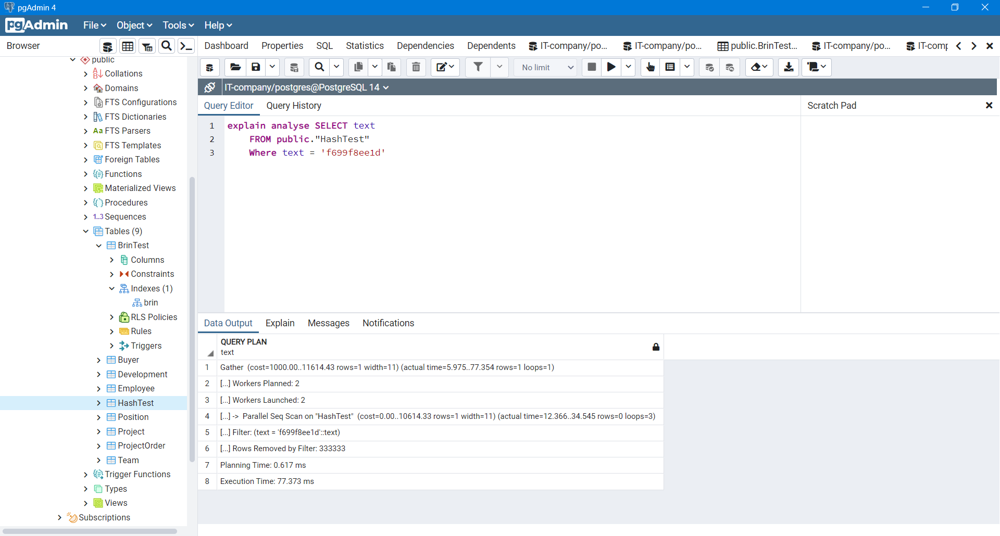 pgAdmin 4
pgAdmin File Object Tools Help
Browser
Dashboard Properties SQL Statistics Dependencies Dependents IT-company/po... IT-company/po... public.BrinTest... IT-company/po... IT-comp
public
Collations
Domains
FTS Configurations
FTS Dictionaries
Aa FTS Parsers
FTS Templates
Foreign Tables
Functions
Materialized Views
Procedures
1..3 Sequences
Tables (9)
BrinTest
Columns
Constraints
Indexes (1)
brin
RLS Policies
Rules
Triggers
Buyer
Development
Employee
HashTest
Position
Project
ProjectOrder
Team
Trigger Functions
Types
Views
Subscriptions
No limit
IT-company/postgres@PostgreSQL 14
Query Editor Query History
Scratch Pad
1 explain analyse SELECT text
2 FROM public."HashTest"
3 Where text = 'f699f8ee1d'
Data Output Explain Messages Notifications
QUERY PLAN
text
1 Gather (cost=1000.00..11614.43 rows=1 width=11) (actual time=5.975..77.354 rows=1 loops=1)
2 [...] Workers Planned: 2
3 [...] Workers Launched: 2
4 [...] -> Parallel Seq Scan on "HashTest" (cost=0.00..10614.33 rows=1 width=11) (actual time=12.366..34.545 rows=0 loops=3)
5 [...] Filter: (text = 'f699f8ee1d'::text)
6 [...] Rows Removed by Filter: 333333
7 Planning Time: 0.617 ms
8 Execution Time: 77.373 ms